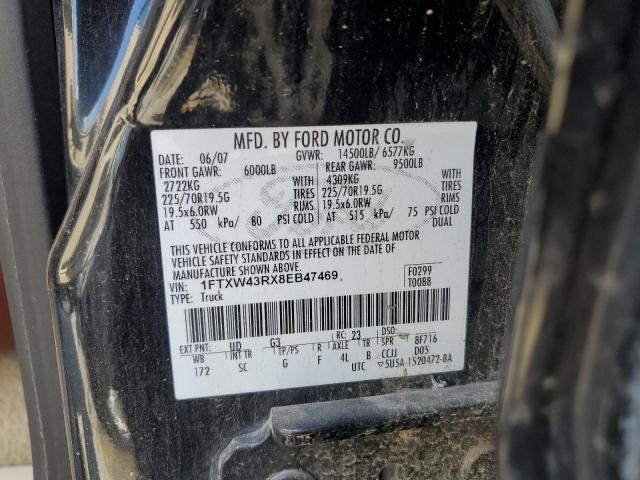 MFD. BY FORD MOTOR CO.
DATE: 06/07 GVWR: 14500LB/ 6577KG
FRONT GAWR: 6000LB REAR GAWR: 9500LB
2722KG WITH 4309KG WITH
225/70R19.5G TIRES 225/70R19.5G TIRES
19.5x6.0RW RIMS 19.5x6.0RW RIMS
AT 550 kPa/ 80 PSI COLD AT 515 kPa/ 75 PSI COLD
DUAL
THIS VEHICLE CONFORMS TO ALL APPLICABLE FEDERAL MOTOR
VEHICLE SAFETY STANDARDS IN EFFECT ON THE DATE OF
MANUFACTURE SHOWN ABOVE.
VIN: 1FTXW43RX8EB47469
TYPE: Truck
F0299
T0088
EXT PNT: UD G3 RC: 23 DSO:
WB INT TR TP/PS R AXLE TR SPR 8F716
172 SC G F 4L B CCIJ D05
UTC ▽5U5A-1520472-BA